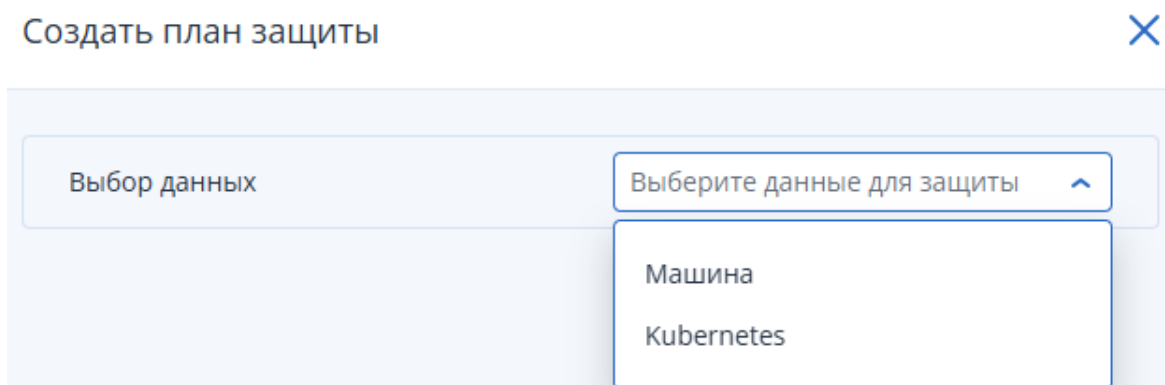 Создать план защиты
Выбор данных
Выберите данные для защиты
Машина
Kubernetes